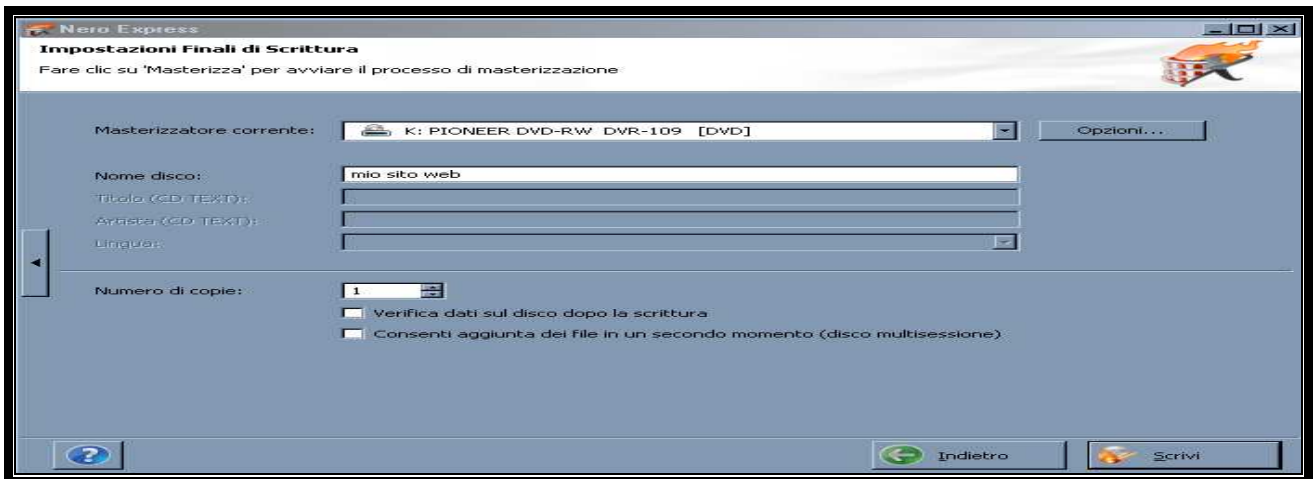 Nero Express
Impostazioni Finali di Scrittura
Fare clic su 'Masterizza' per avviare il processo di masterizzazione
Masterizzatore corrente: K: PIONEER DVD-RW DVR-109 [DVD] Opzioni...
Nome disco: mio sito web
Titolo (CD TEXT):
Artista (CD TEXT):
Lingua:
Numero di copie: 1
Verifica dati sul disco dopo la scrittura
Consenti aggiunta dei file in un secondo momento (disco multisessione)
? Indietro Scrivi